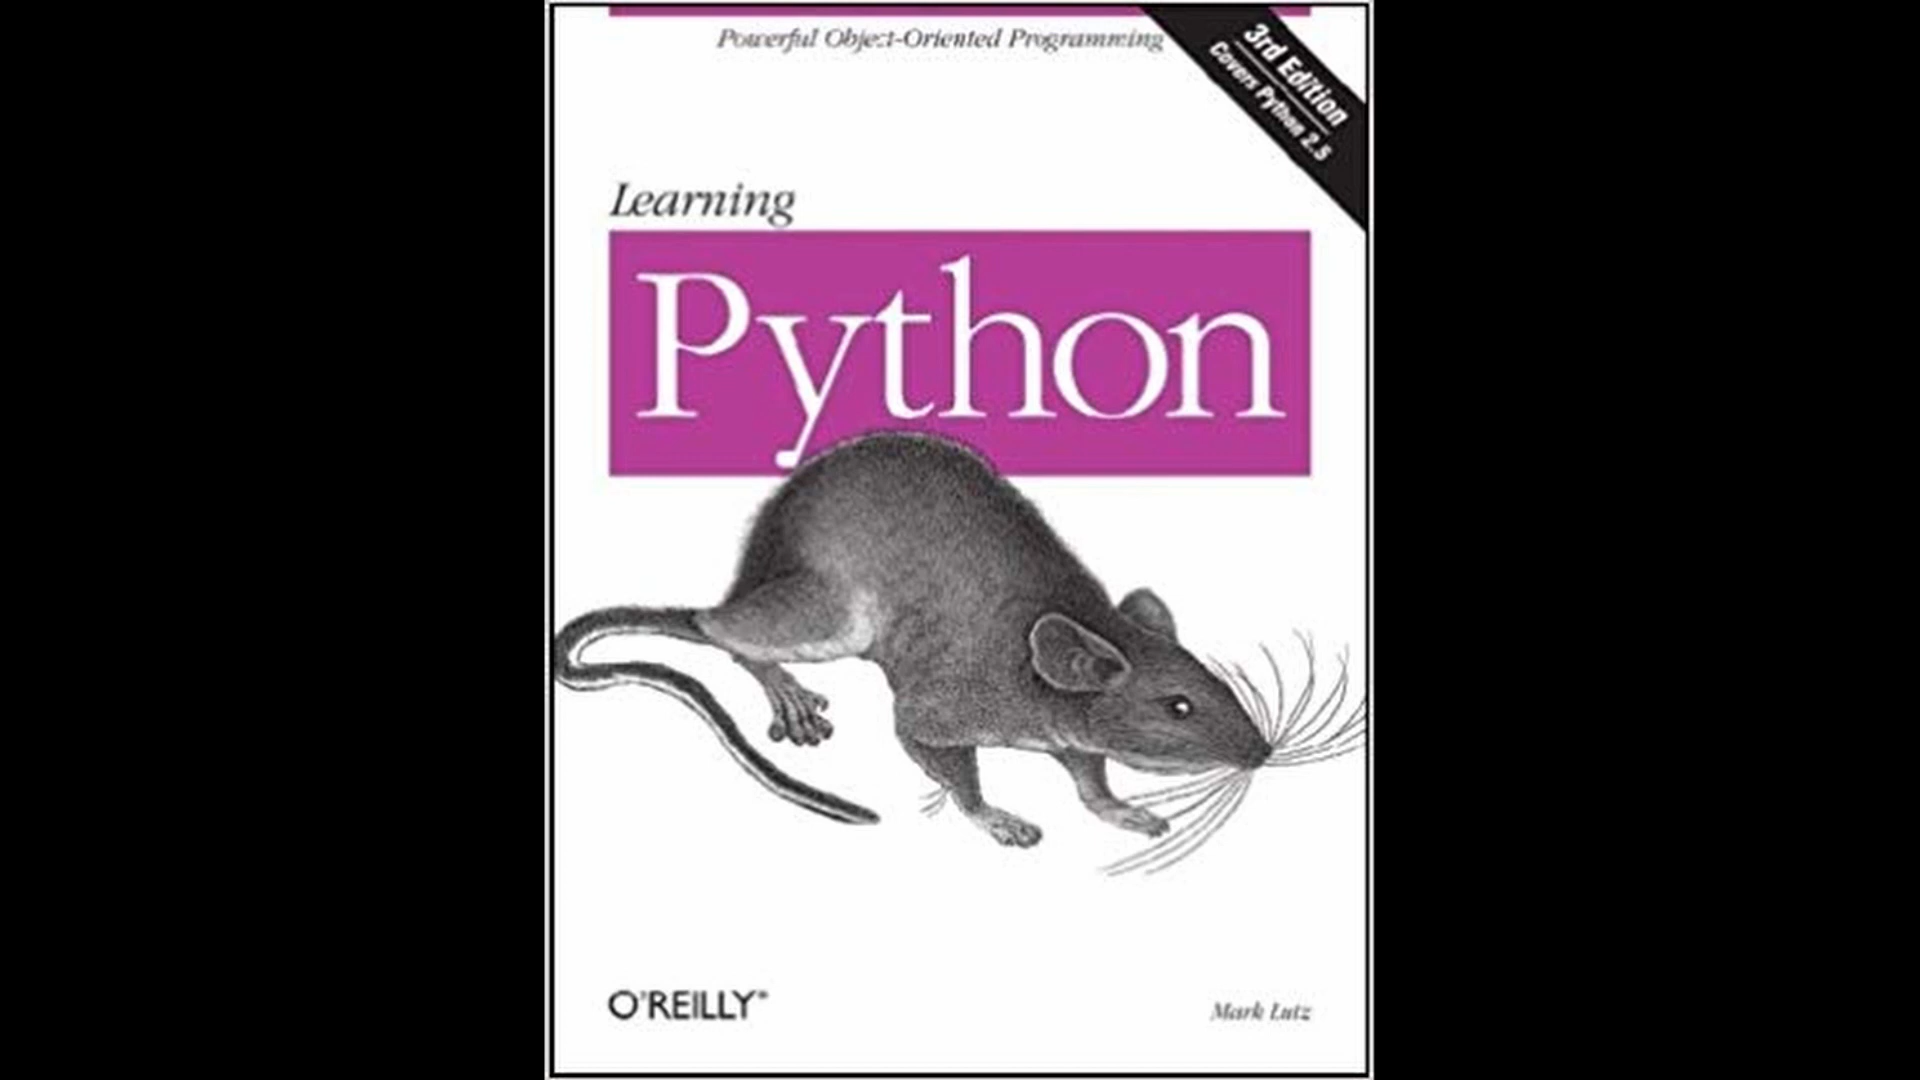 Powerful Object-Oriented Programming
3rd Edition
Covers Python 2.5
Learning
Python
O'REILLY®
Mark Lutz